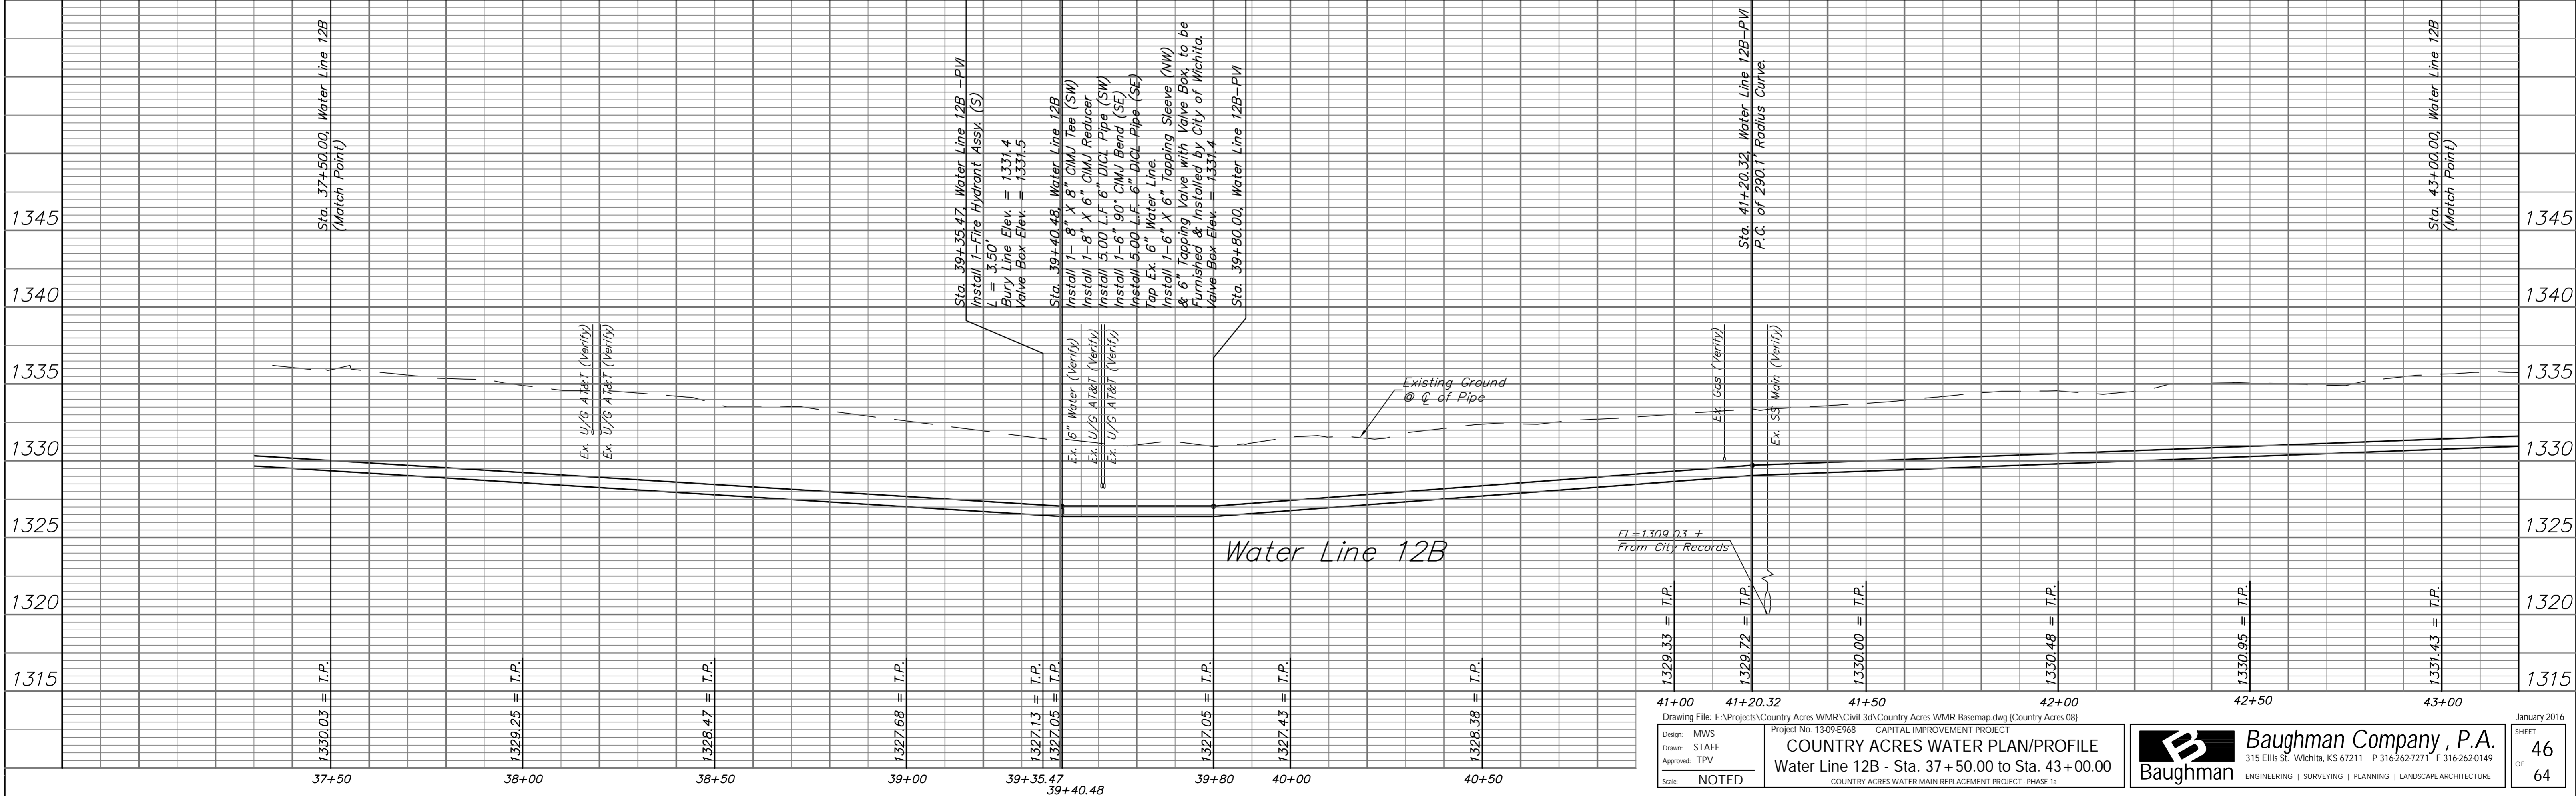 Sta. 37+50.00, Water Line 12B
(Match Point)
Sta. 39+35.47, Water Line 12B -PVI
Install 1-Fire Hydrant Assy. (S)
L = 3.50'
Bury Line Elev. = 1331.4
Valve Box Elev. = 1331.5
Sta. 39+40.48, Water Line 12B
Install 1- 8" X 8" CIMJ Tee (SW)
Install 1-8" X 6" CIMJ Reducer
Install 5.00 L.F 6" DICL Pipe (SW)
Install 1-6" 90° CIMJ Bend (SE)
Install 5.00 L.F. 6" DICL Pipe (SE)
Tap Ex. 6" Water Line.
Install 1-6" X 6" Tapping Sleeve (NW)
& 6" Tapping Valve with Valve Box, to be
Furnished & Installed by City of Wichita.
Valve Box Elev. = 1331.4
Sta. 39+80.00, Water Line 12B-PVI
Sta. 41+20.32, Water Line 12B-PVI
P.C. of 290.1' Radius Curve.
Sta. 43+00.00, Water Line 12B
(Match Point)
1345
1345
1340
1340
1335
1335
1330
1330
1325
1325
1320
1320
1315
1315
Ex. U/G AT&T (Verify)
Ex. U/G AT&T (Verify)
Ex. 6" Water (Verify)
Ex. U/G AT&T (Verify)
Ex. U/G AT&T (Verify)
Existing Ground
@ ℄ of Pipe
Ex. Gas (Verify)
Ex. SS Main (Verify)
Water Line 12B
El=1309.03 ±
From City Records
1330.03 = T.P.
1329.25 = T.P.
1328.47 = T.P.
1327.68 = T.P.
1327.13 = T.P.
1327.05 = T.P.
1327.05 = T.P.
1327.43 = T.P.
1328.38 = T.P.
1329.33 = T.P.
1329.72 = T.P.
1330.00 = T.P.
1330.48 = T.P.
1330.95 = T.P.
1331.43 = T.P.
37+50
38+00
38+50
39+00
39+35.47
39+40.48
39+80
40+00
40+50
41+00
41+20.32
41+50
42+00
42+50
43+00
Drawing File: E:\Projects\Country Acres WMR\Civil 3d\Country Acres WMR Basemap.dwg (Country Acres 08)
January 2016
Design: MWS
Drawn: STAFF
Approved: TPV
Scale: NOTED
Project No. 13-09-E968 CAPITAL IMPROVEMENT PROJECT
COUNTRY ACRES WATER PLAN/PROFILE
Water Line 12B - Sta. 37+50.00 to Sta. 43+00.00
COUNTRY ACRES WATER MAIN REPLACEMENT PROJECT - PHASE 1a
Baughman
Baughman Company, P.A.
315 Ellis St. Wichita, KS 67211 P 316-262-7271 F 316-262-0149
ENGINEERING | SURVEYING | PLANNING | LANDSCAPE ARCHITECTURE
SHEET
46
OF
64